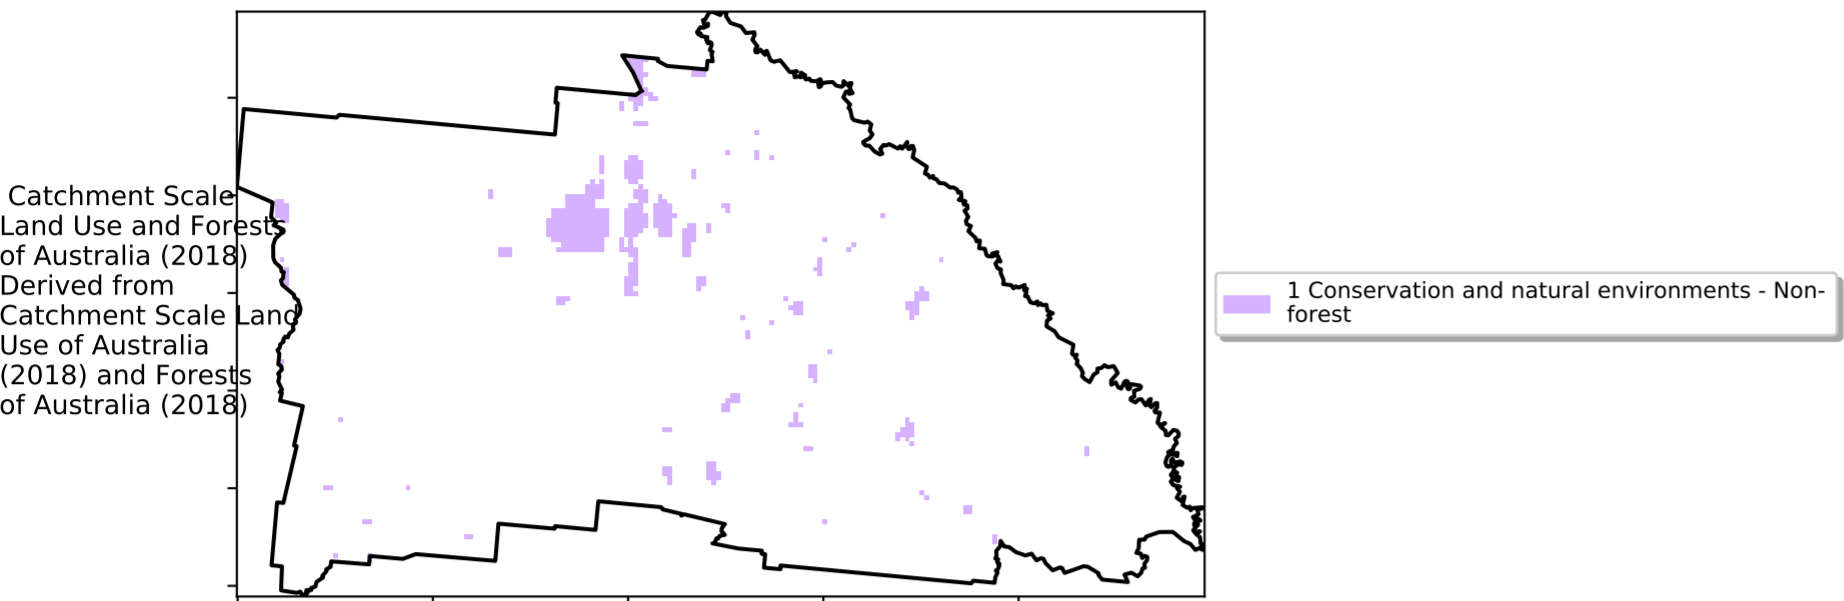 Catchment Scale
Land Use and Forests
of Australia (2018)
Derived from
Catchment Scale Land
Use of Australia
(2018) and Forests
of Australia (2018)
1 Conservation and natural environments - Non-
forest